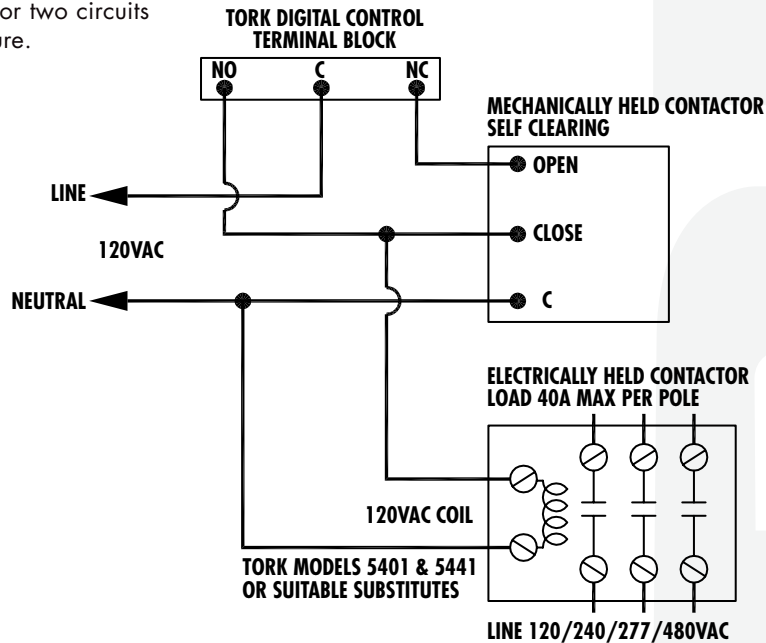 or two circuits
ure.
TORK DIGITAL CONTROL
TERMINAL BLOCK
NO C NC
MECHANICALLY HELD CONTACTOR
SELF CLEARING
OPEN
LINE
CLOSE
120VAC
NEUTRAL
C
ELECTRICALLY HELD CONTACTOR
LOAD 40A MAX PER POLE
120VAC COIL
TORK MODELS 5401 & 5441
OR SUITABLE SUBSTITUTES
LINE 120/240/277/480VAC